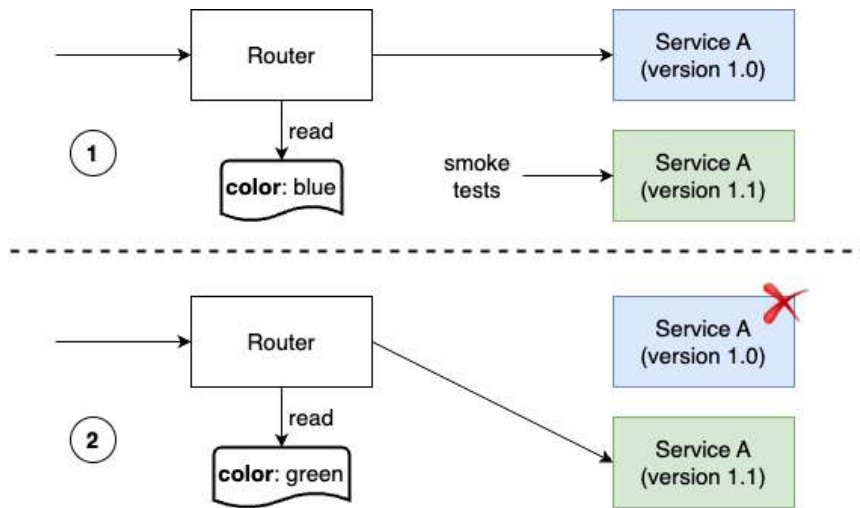 Router
Service A
(version 1.0)
read
1
color: blue
smoke
tests
Service A
(version 1.1)
Router
Service A
(version 1.0)
read
2
color: green
Service A
(version 1.1)